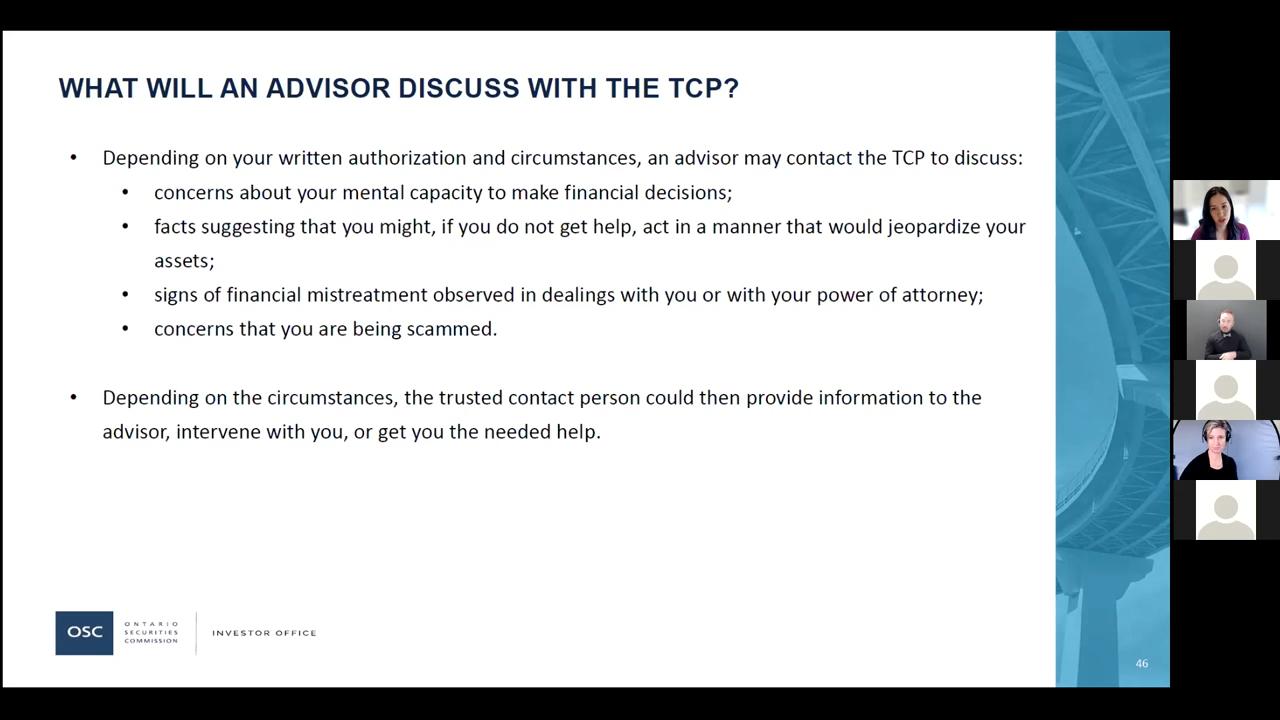 WHAT WILL AN ADVISOR DISCUSS WITH THE TCP?
• Depending on your written authorization and circumstances, an advisor may contact the TCP to discuss:
• concerns about your mental capacity to make financial decisions;
• facts suggesting that you might, if you do not get help, act in a manner that would jeopardize your
assets;
• signs of financial mistreatment observed in dealings with you or with your power of attorney;
• concerns that you are being scammed.
• Depending on the circumstances, the trusted contact person could then provide information to the
advisor, intervene with you, or get you the needed help.
OSC
ONTARIO
SECURITIES
COMMISSION
INVESTOR OFFICE
46